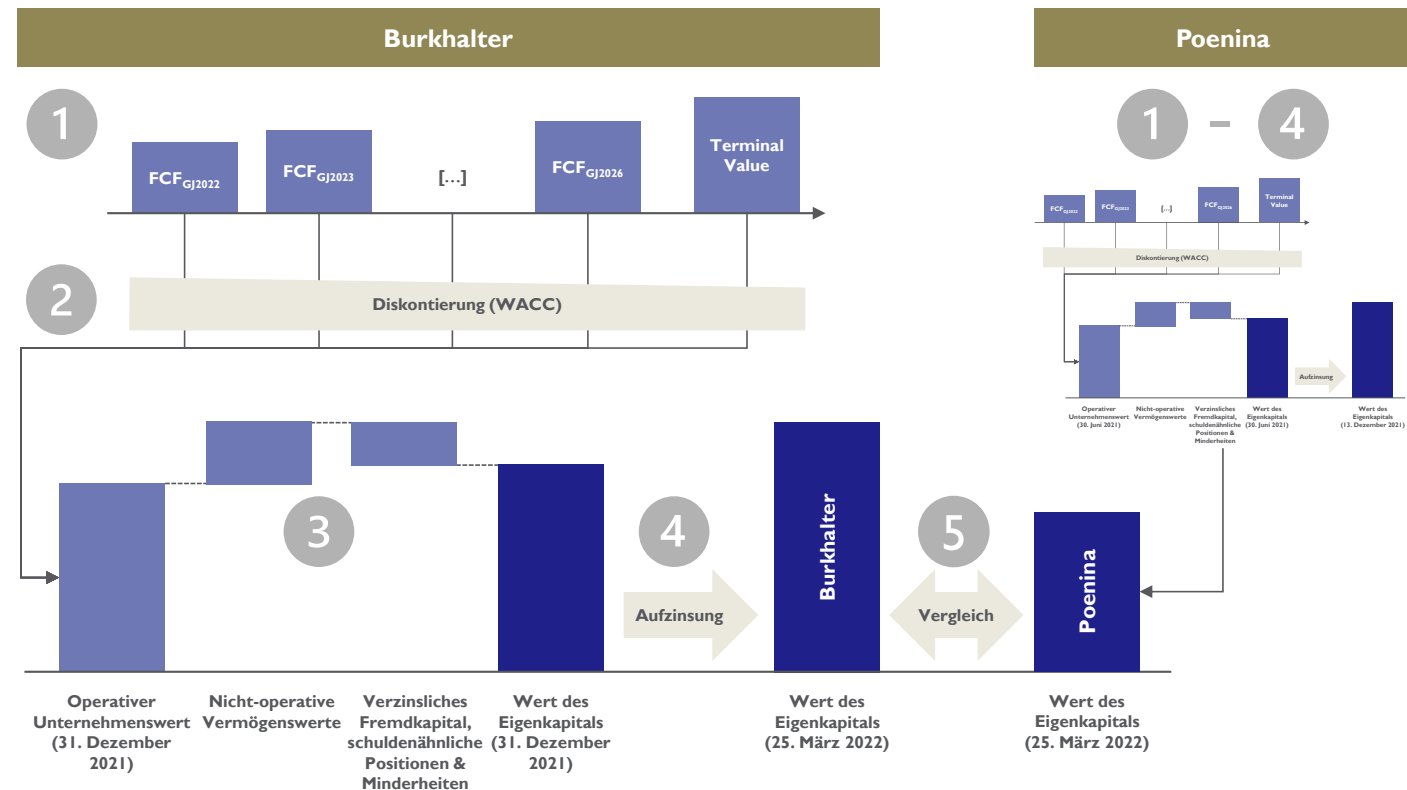 Burkhalter
Poenina
1
FCFGJ2022
FCFGJ2023
[...]
FCFGJ2026
Terminal
Value
2
Diskontierung (WACC)
3
4
Aufzinsung
Burkhalter
5
Vergleich
Poenina
Operativer
Unternehmenswert
(31. Dezember
2021)
Nicht-operative
Vermögenswerte
Verzinsliches
Fremdkapital,
schuldenähnliche
Positionen &
Minderheiten
Wert des
Eigenkapitals
(31. Dezember
2021)
Wert des
Eigenkapitals
(25. März 2022)
Wert des
Eigenkapitals
(25. März 2022)
1 – 4
FCFGJ2022
FCFGJ2023
[...]
FCFGJ2026
Terminal
Value
Diskontierung (WACC)
Aufzinsung
Operativer
Unternehmenswert
(30. Juni 2021)
Nicht-operative
Vermögenswerte
Verzinsliches
Fremdkapital,
schuldenähnliche
Positionen &
Minderheiten
Wert des
Eigenkapitals
(30. Juni 2021)
Wert des
Eigenkapitals
(13. Dezember 2021)